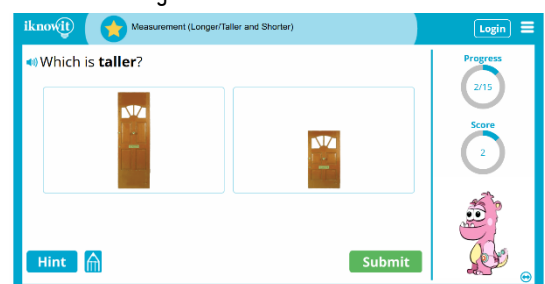 iknowit
Measurement (Longer/Taller and Shorter)
Login
Which is taller?
Progress
2/15
Score
2
Hint
Submit